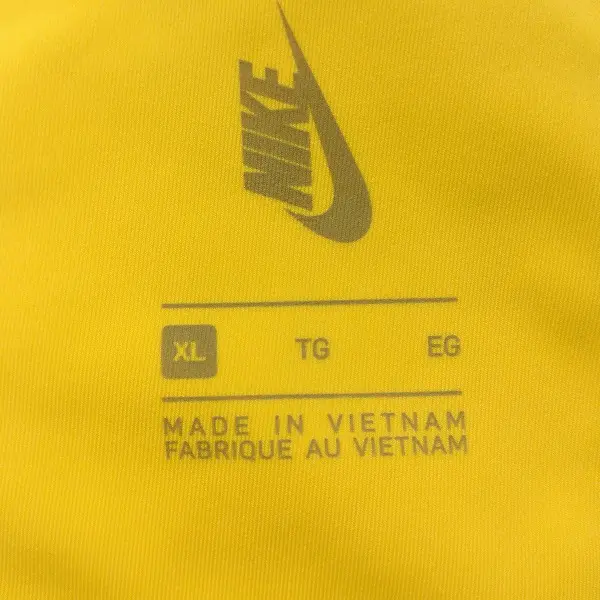 NIKE
XL TG EG
MADE IN VIETNAM
FABRIQUE AU VIETNAM